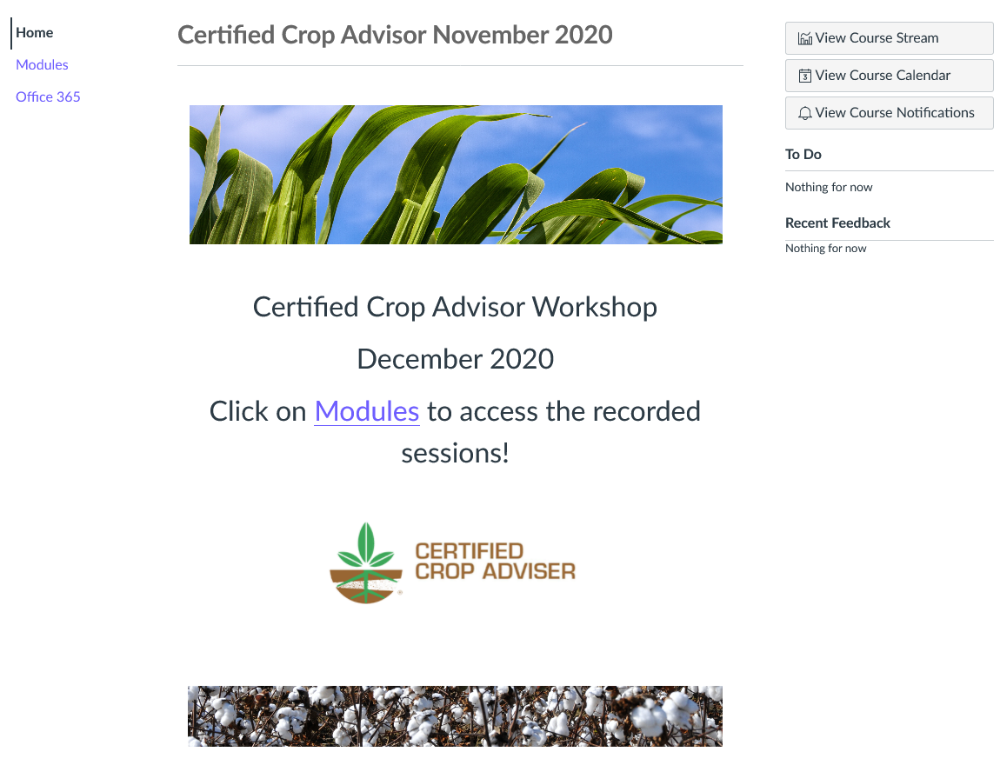 Home
Modules
Office 365
Certified Crop Advisor November 2020
Certified Crop Advisor Workshop
December 2020
Click on Modules to access the recorded
sessions!
CERTIFIED
CROP ADVISER
View Course Stream
3
View Course Calendar
View Course Notifications
To Do
Nothing for now
Recent Feedback
Nothing for now